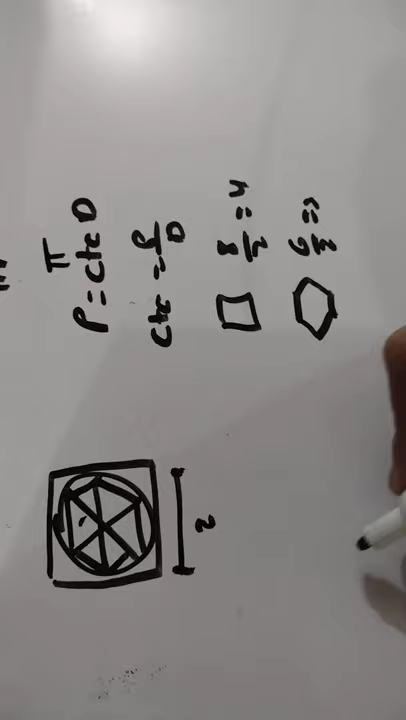 π
P = cte D
cte = P/D
8/2 = 4
6/2 = 3
2